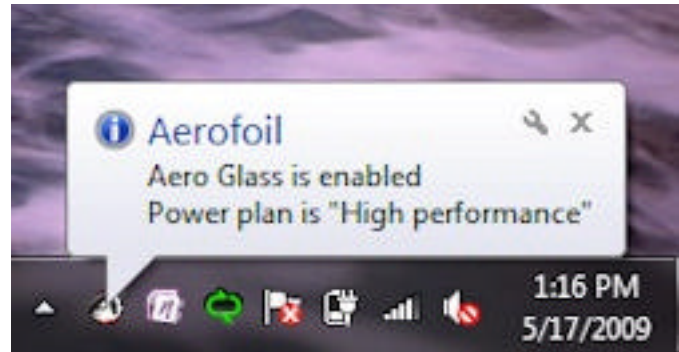 Aerofoil
Aero Glass is enabled
Power plan is "High performance"
1:16 PM
5/17/2009